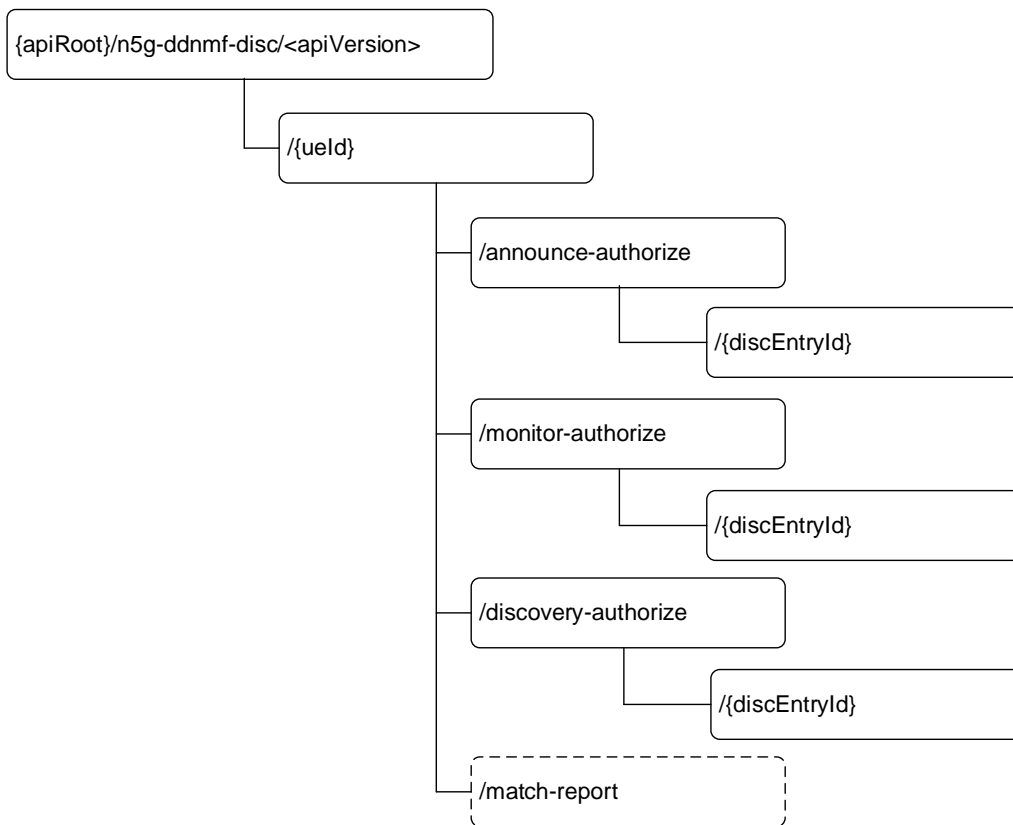 {apiRoot}/n5g-ddnmf-disc/<apiVersion>
/{ueId}
/announce-authorize
/{discEntryId}
/monitor-authorize
/{discEntryId}
/discovery-authorize
/{discEntryId}
/match-report